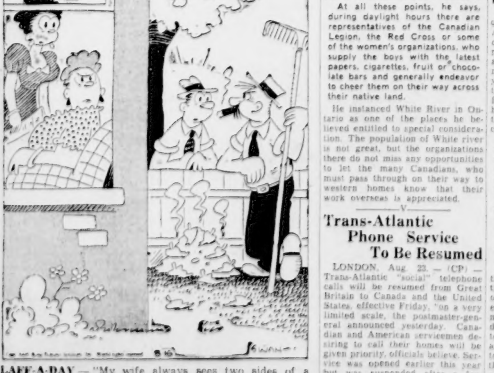 At all these points, he says,
during daylight hours there are
representatives of the Canadian
Legion, the Red Cross or some
of the women's organizations, who
supply the boys with the latest
papers, cigarettes, fruit or choco-
late bars and generally endeavor
to cheer them on their way across
their native land.
He instanced White River in On-
tario as one of the places he be-
lieved entitled to special considera-
tion. The population of White river
is not great, but the organizations
there do not miss any opportunities
to let the many Canadians, who
must pass through on their way to
western homes know that their
work overseas is appreciated.
V
Trans-Atlantic
Phone Service
To Be Resumed
LONDON, Aug. 23. — (CP) —
Trans-Atlantic "social" telephone
calls will be resumed from Great
Britain to Canada and the United
States, effective Friday, "on a very
limited scale, the postmaster-gen-
eral announced yesterday. Cana-
dian and American servicemen de-
siring to call their homes will be
given priority, officials believe. Ser-
vice was opened earlier this year
SWAN
LAFF-A-DAY — "My wife always sees two sides of a